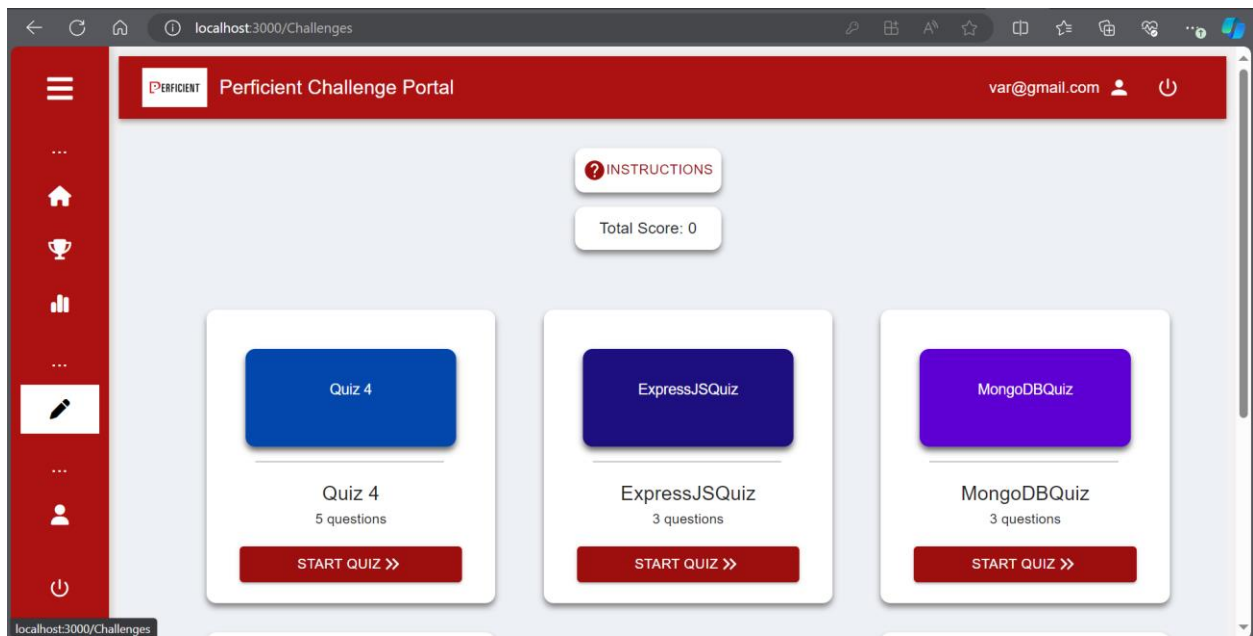 localhost:3000/Challenges
PERFICIENT Perficient Challenge Portal var@gmail.com
...
INSTRUCTIONS
Total Score: 0
...
Quiz 4 ExpressJSQuiz MongoDBQuiz
...
Quiz 4 ExpressJSQuiz MongoDBQuiz
5 questions 3 questions 3 questions
START QUIZ START QUIZ START QUIZ
localhost:3000/Challenges